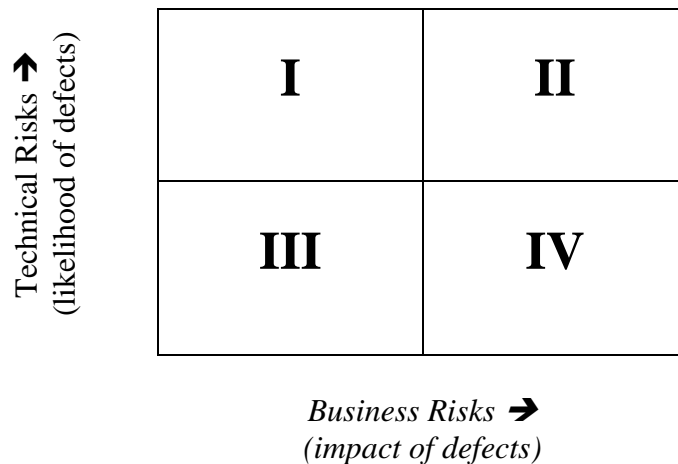 Technical Risks ➔
(likelihood of defects)
I
II
III
IV
Business Risks ➔
(impact of defects)